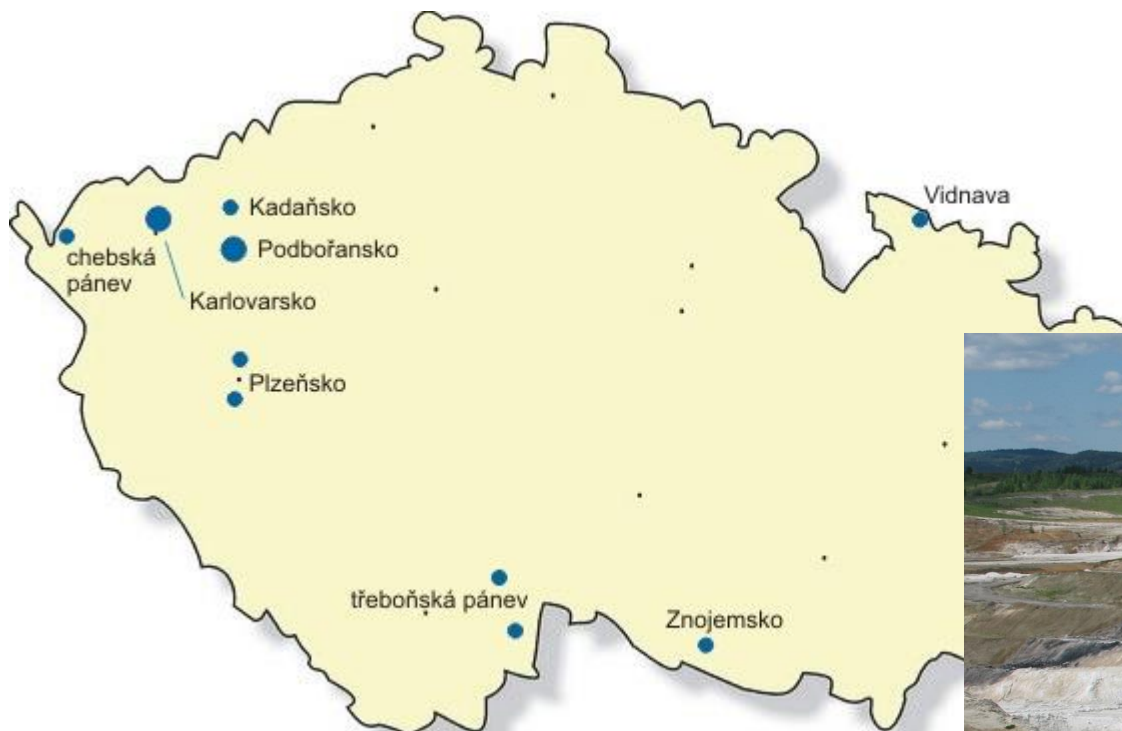 Kadaňsko
Vidnava
Podbořansko
chebská
pánev
Karlovarsko
Plzeňsko
třeboňská pánev
Znojemsko